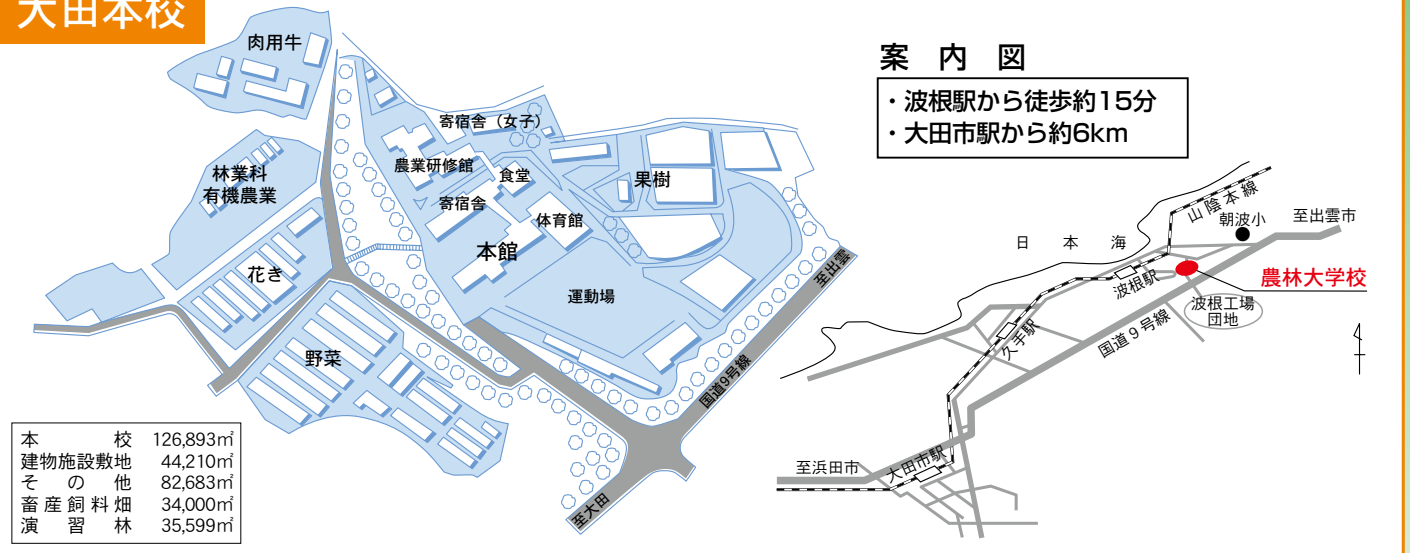 大田本校
肉用牛
寄宿舎（女子）
農業研修館
食堂
果樹
林業科
有機農業
寄宿舎
体育館
本館
花き
運動場
野菜
至出雲
国道9号線
至大田
本校 126,893㎡
建物施設敷地 44,210㎡
その他 82,683㎡
畜産飼料畑 34,000㎡
演習林 35,599㎡
案内図
・波根駅から徒歩約15分
・大田市駅から約6km
山陰本線
朝波小
至出雲市
日本海
波根駅
農林大学校
波根工場
団地
久手駅
国道9号線
至浜田市
大田市駅